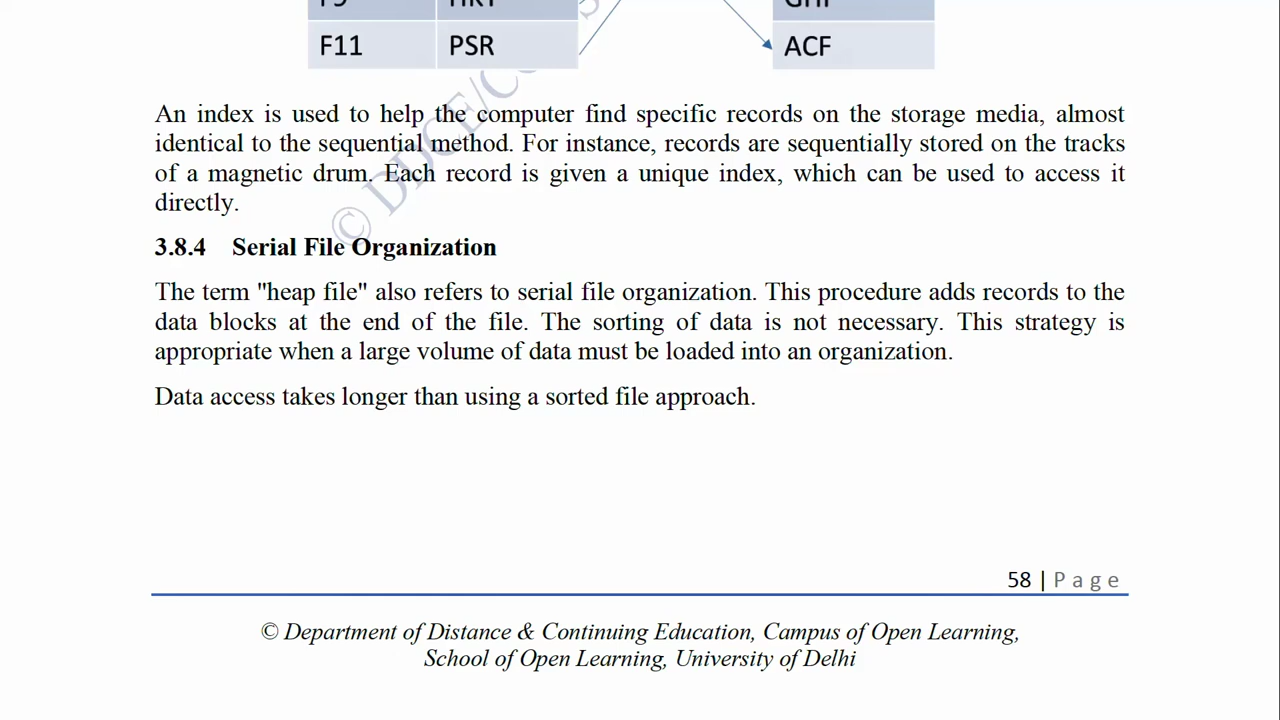 F11 PSR ACF
An index is used to help the computer find specific records on the storage media, almost
identical to the sequential method. For instance, records are sequentially stored on the tracks
of a magnetic drum. Each record is given a unique index, which can be used to access it
directly.
3.8.4 Serial File Organization
The term "heap file" also refers to serial file organization. This procedure adds records to the
data blocks at the end of the file. The sorting of data is not necessary. This strategy is
appropriate when a large volume of data must be loaded into an organization.
Data access takes longer than using a sorted file approach.
58 | Page
© Department of Distance & Continuing Education, Campus of Open Learning,
School of Open Learning, University of Delhi